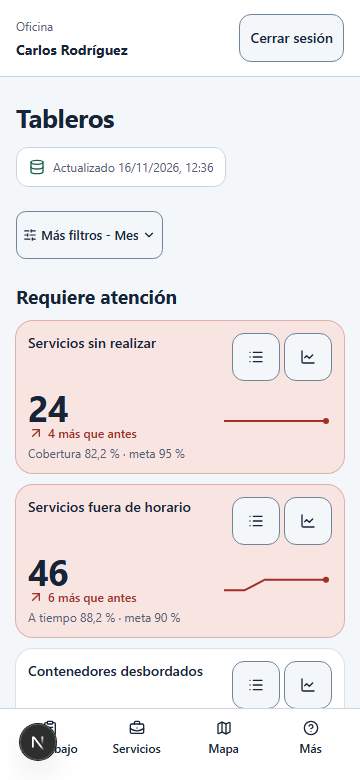 Oficina
Carlos Rodríguez
Cerrar sesión
Tableros
Actualizado 16/11/2026, 12:36
Más filtros - Mes
Requiere atención
Servicios sin realizar
24
4 más que antes
Cobertura 82,2 % · meta 95 %
Servicios fuera de horario
46
6 más que antes
A tiempo 88,2 % · meta 90 %
Contenedores desbordados
N
bajo
Servicios
Mapa
Más